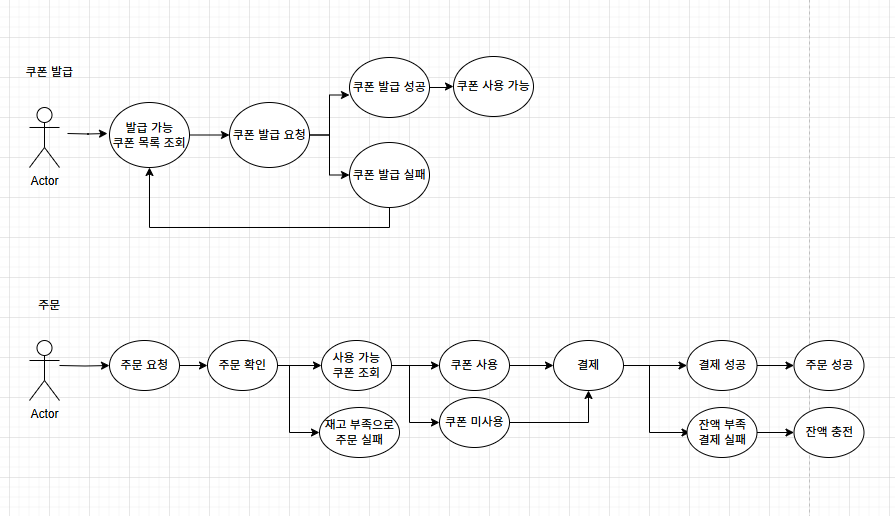 쿠폰 발급
Actor
발급 가능
쿠폰 목록 조회
쿠폰 발급 요청
쿠폰 발급 성공
쿠폰 사용 가능
쿠폰 발급 실패
주문
Actor
주문 요청
주문 확인
사용 가능
쿠폰 조회
재고 부족으로
주문 실패
쿠폰 사용
쿠폰 미사용
결제
결제 성공
주문 성공
잔액 부족
결제 실패
잔액 충전